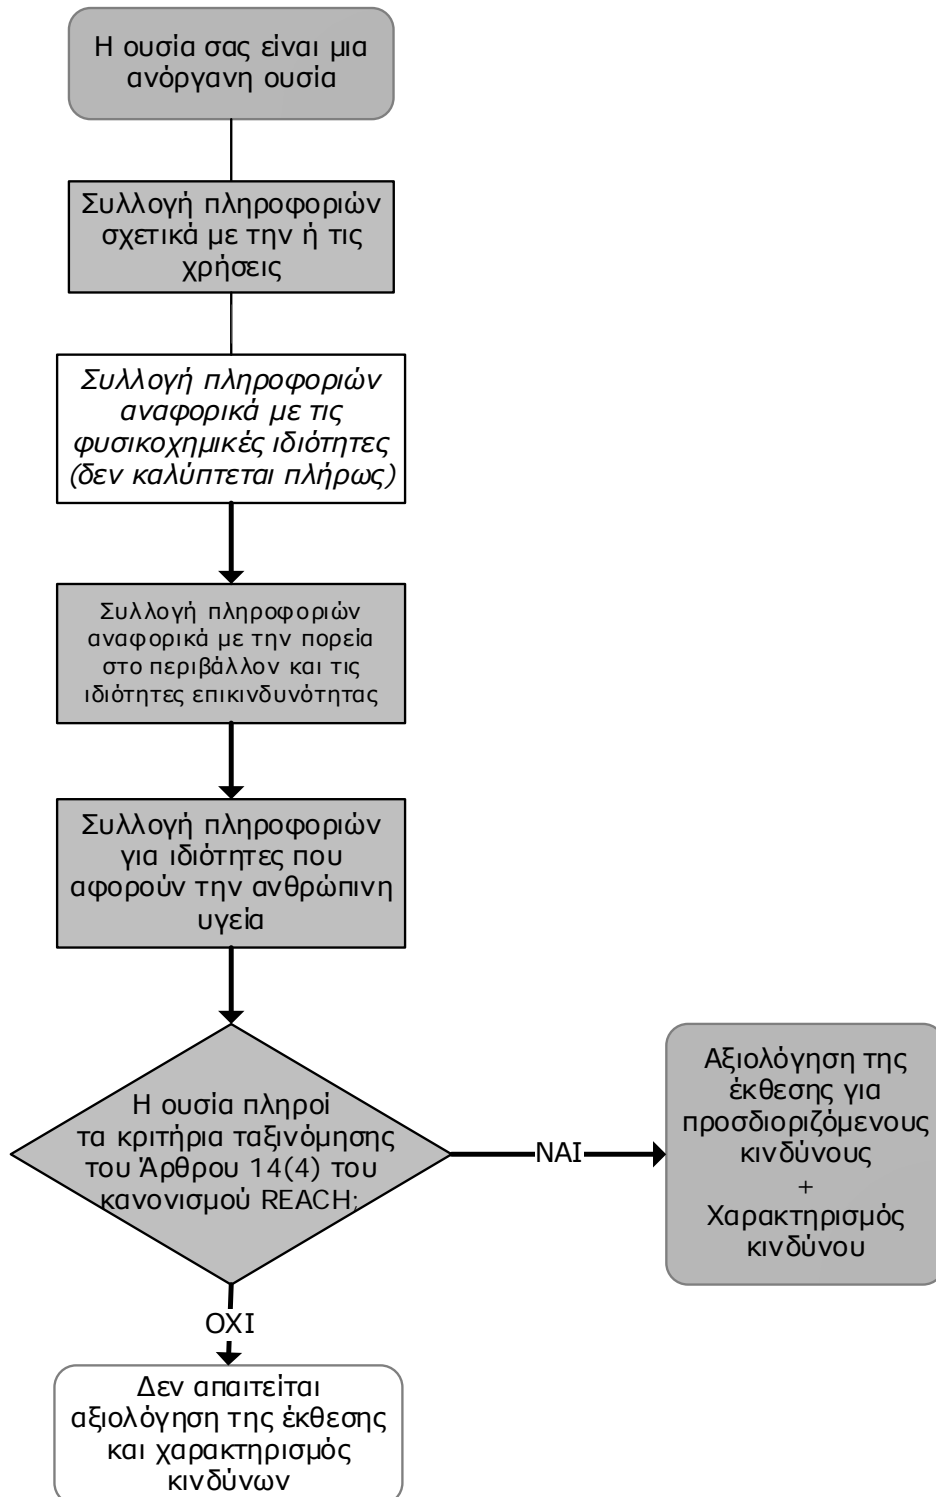 Η ουσία σας είναι μια
ανόργανη ουσία
Συλλογή πληροφοριών
σχετικά με την ή τις
χρήσεις
Συλλογή πληροφοριών
αναφορικά με τις
φυσικοχημικές ιδιότητες
(δεν καλύπτεται πλήρως)
Συλλογή πληροφοριών
αναφορικά με την πορεία
στο περιβάλλον και τις
ιδιότητες επικινδυνότητας
Συλλογή πληροφοριών
για ιδιότητες που
αφορούν την ανθρώπινη
υγεία
Η ουσία πληροί
τα κριτήρια ταξινόμησης
του Άρθρου 14(4) του
κανονισμού REACH;
ΝΑΙ
Αξιολόγηση της
έκθεσης για
προσδιοριζόμενους
κινδύνους
+
Χαρακτηρισμός
κινδύνου
ΟΧΙ
Δεν απαιτείται
αξιολόγηση της έκθεσης
και χαρακτηρισμός
κινδύνων